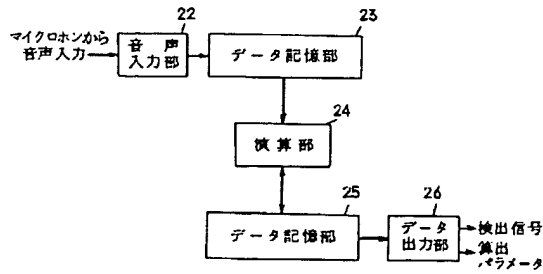 22
23
マイクロホンから
音声入力
音声
入力部
データ記憶部
24
演算部
25
26
データ記憶部
データ
出力部
検出信号
算出
パラメータ